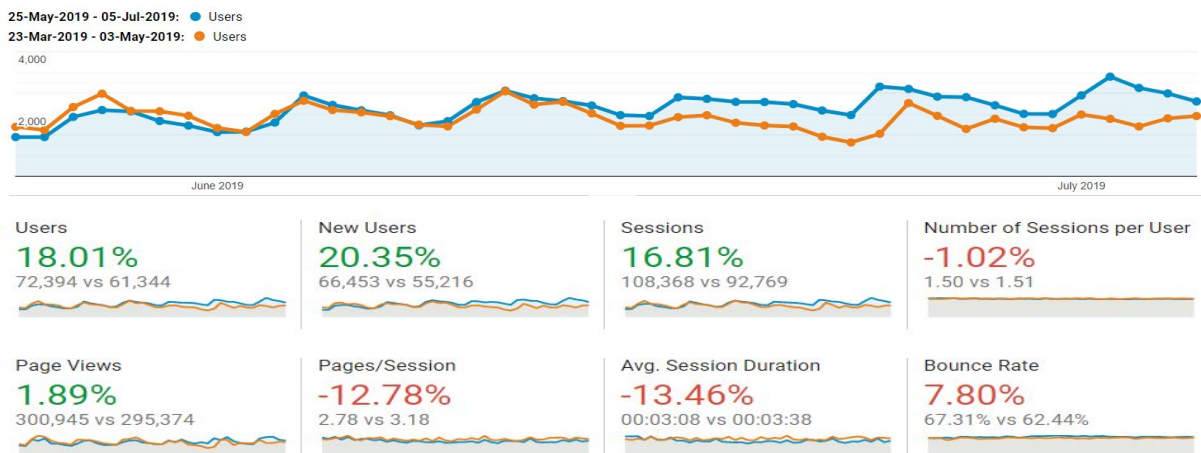 25-May-2019 - 05-Jul-2019: Users
23-Mar-2019 - 03-May-2019: Users
4,000
2,000
June 2019
July 2019
Users
18.01%
72,394 vs 61,344
New Users
20.35%
66,453 vs 55,216
Sessions
16.81%
108,368 vs 92,769
Number of Sessions per User
-1.02%
1.50 vs 1.51
Page Views
1.89%
300,945 vs 295,374
Pages/Session
-12.78%
2.78 vs 3.18
Avg. Session Duration
-13.46%
00:03:08 vs 00:03:38
Bounce Rate
7.80%
67.31% vs 62.44%